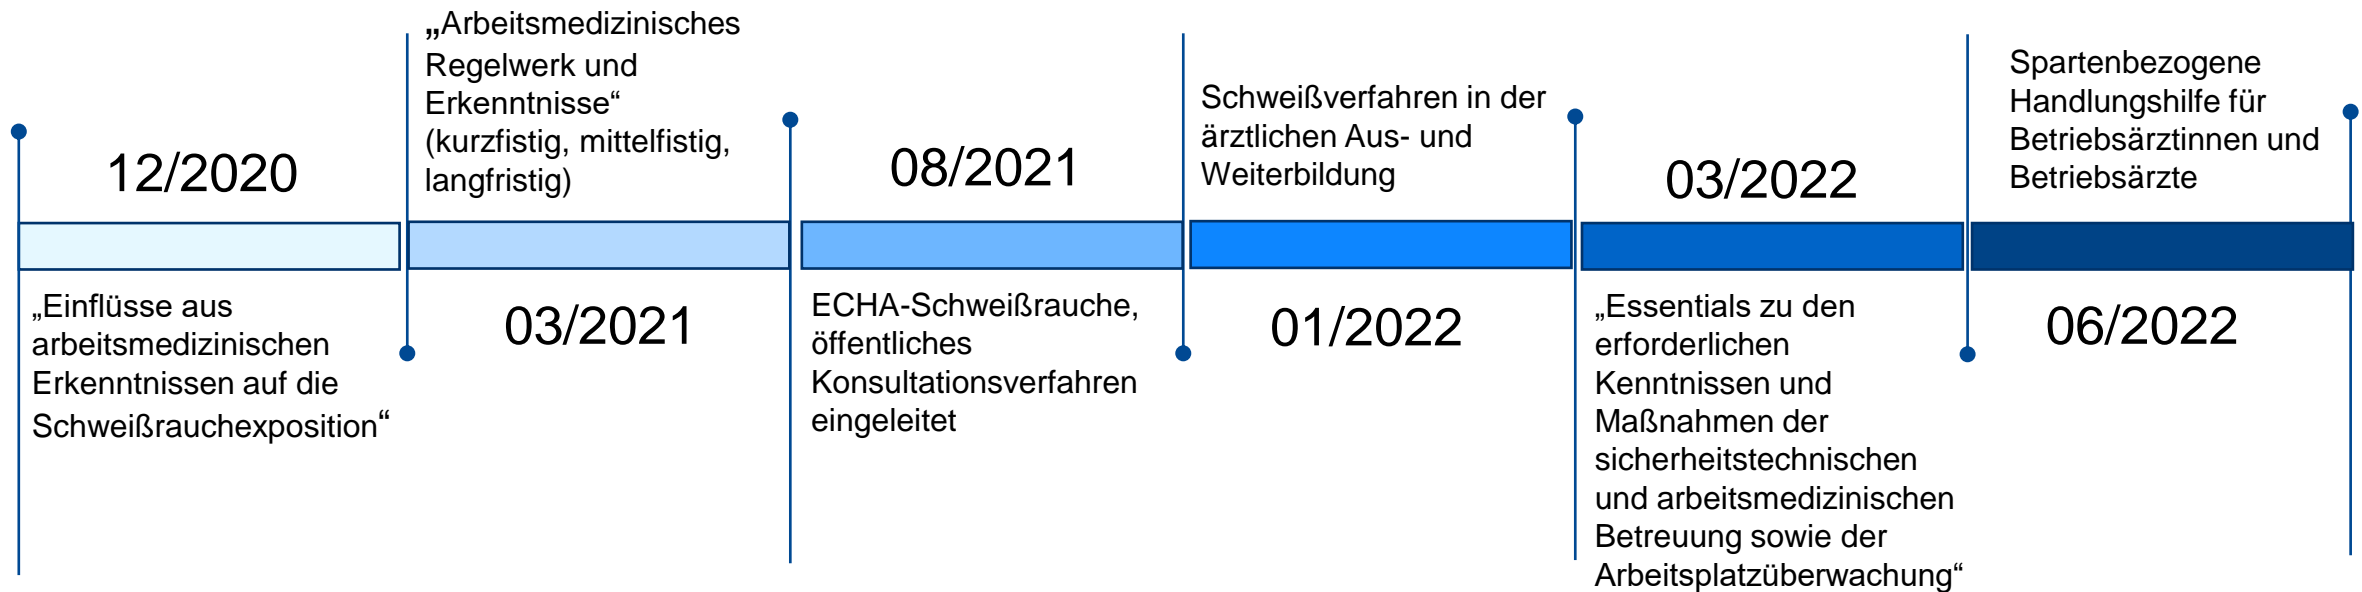 12/2020
„Einflüsse aus
arbeitsmedizinischen
Erkenntnissen auf die
Schweißrauchexposition“
„Arbeitsmedizinisches
Regelwerk und
Erkenntnisse“
(kurzfistig, mittelfistig,
langfristig)
03/2021
08/2021
ECHA-Schweißrauche,
öffentliches
Konsultationsverfahren
eingeleitet
Schweißverfahren in der
ärztlichen Aus- und
Weiterbildung
01/2022
03/2022
„Essentials zu den
erforderlichen
Kenntnissen und
Maßnahmen der
sicherheitstechnischen
und arbeitsmedizinischen
Betreuung sowie der
Arbeitsplatzüberwachung“
Spartenbezogene
Handlungshilfe für
Betriebsärztinnen und
Betriebsärzte
06/2022